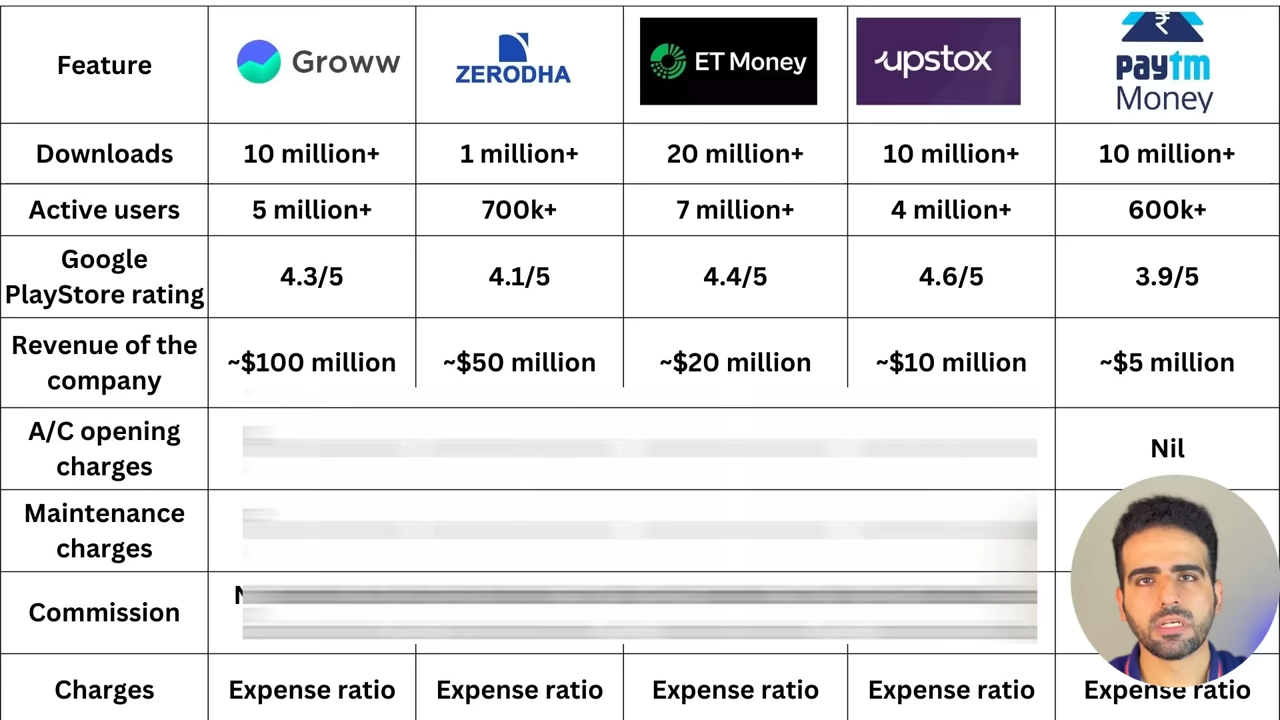 Feature
Groww
ZERODHA
ET Money
upstox
₹
paytm
Money
Downloads
10 million+
1 million+
20 million+
10 million+
10 million+
Active users
5 million+
700k+
7 million+
4 million+
600k+
Google
PlayStore rating
4.3/5
4.1/5
4.4/5
4.6/5
3.9/5
Revenue of the
company
~$100 million
~$50 million
~$20 million
~$10 million
~$5 million
A/C opening
charges
Nil
Maintenance
charges
Commission
Charges
Expense ratio
Expense ratio
Expense ratio
Expense ratio
Expense ratio